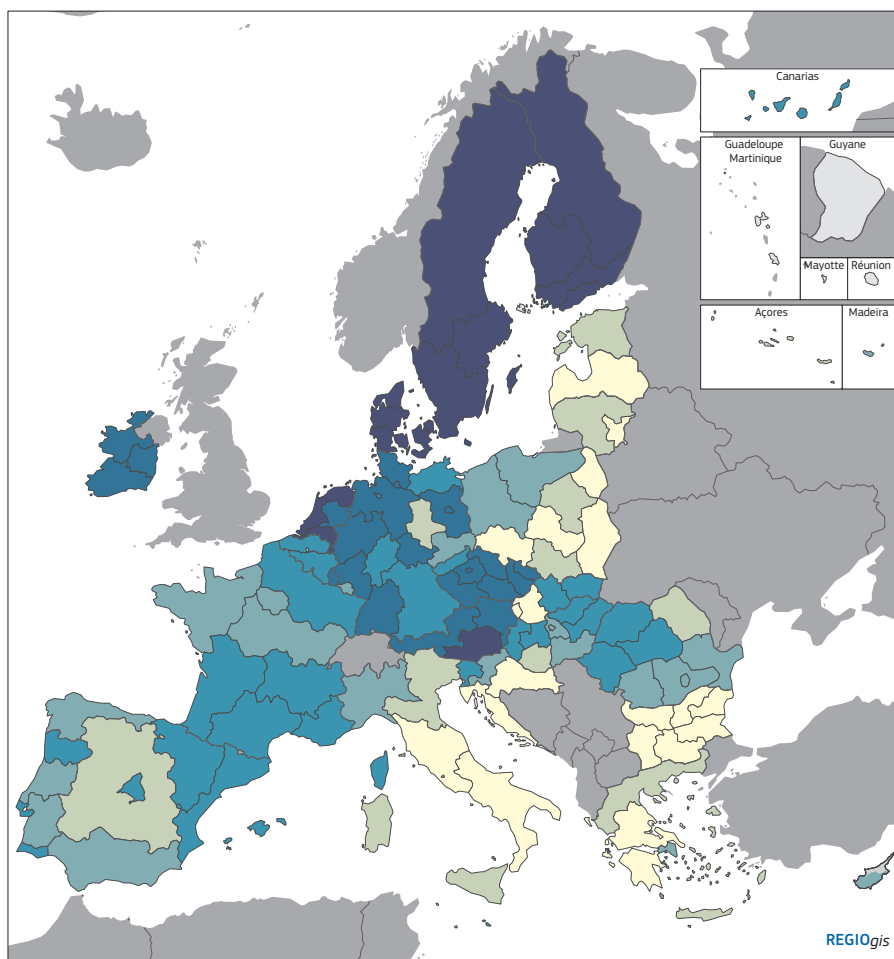 Canarias
Guadeloupe
Martinique
Guyane
Mayotte
Réunion
Açores
Madeira
REGIOgis